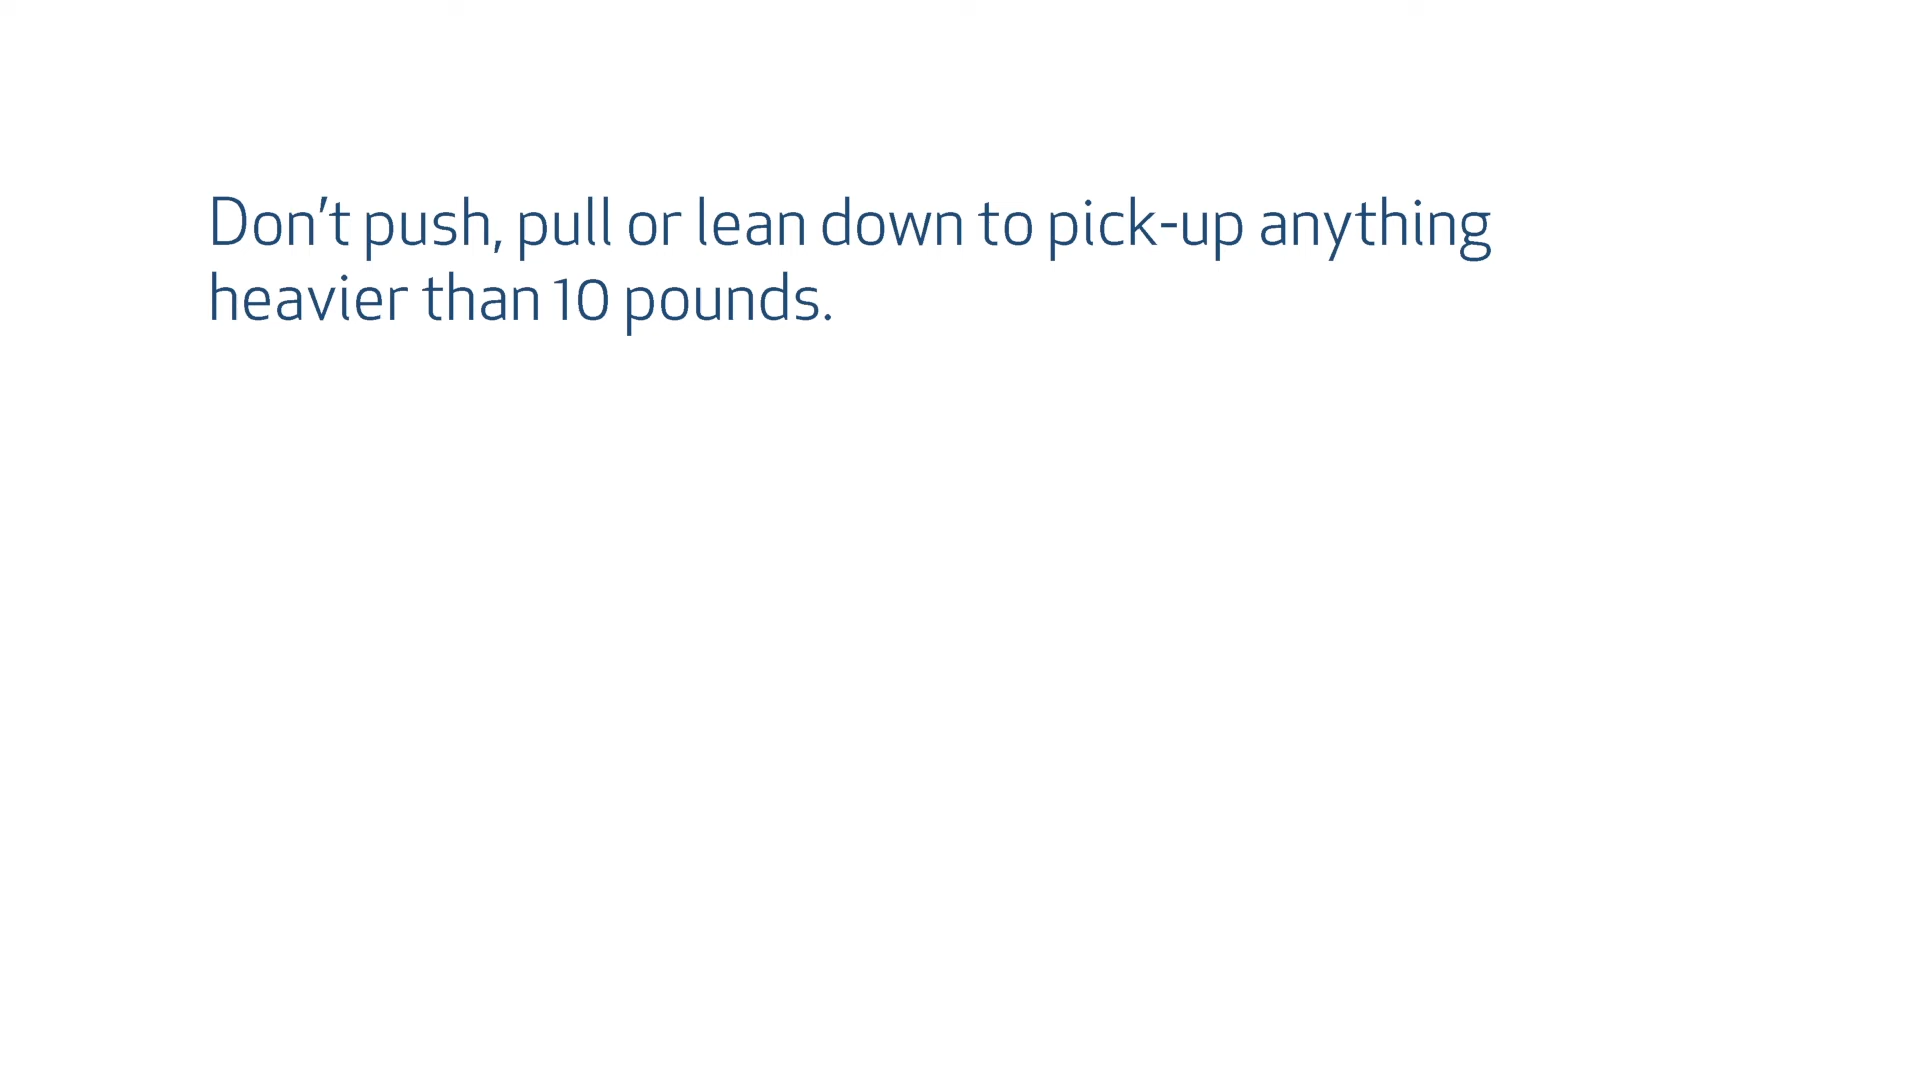 Don’t push, pull or lean down to pick-up anything
heavier than 10 pounds.